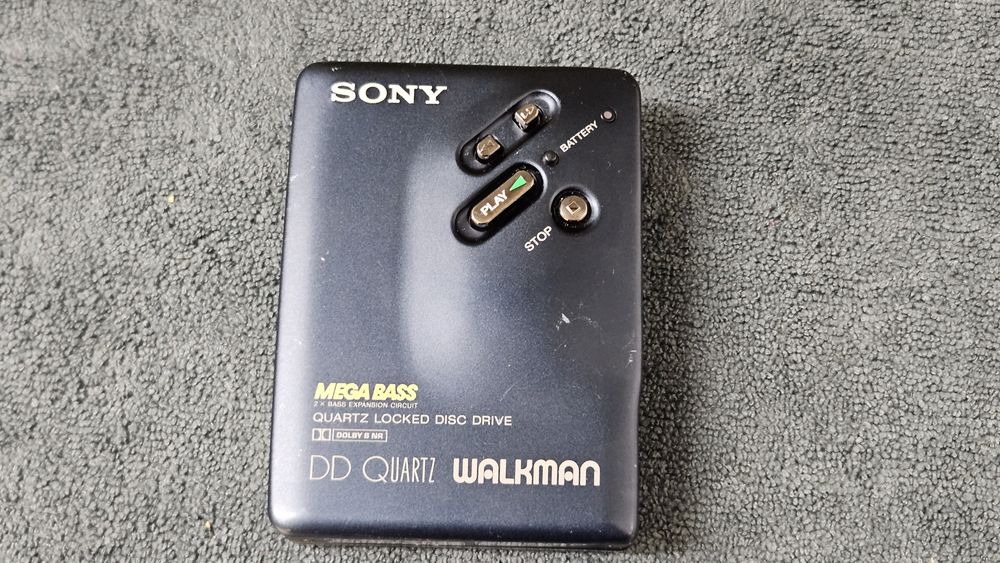 SONY
BATTERY
PLAY
STOP
MEGA BASS
2× BASS EXPANSION CIRCUIT
QUARTZ LOCKED DISC DRIVE
DOLBY B NR
DD QUARTZ WALKMAN